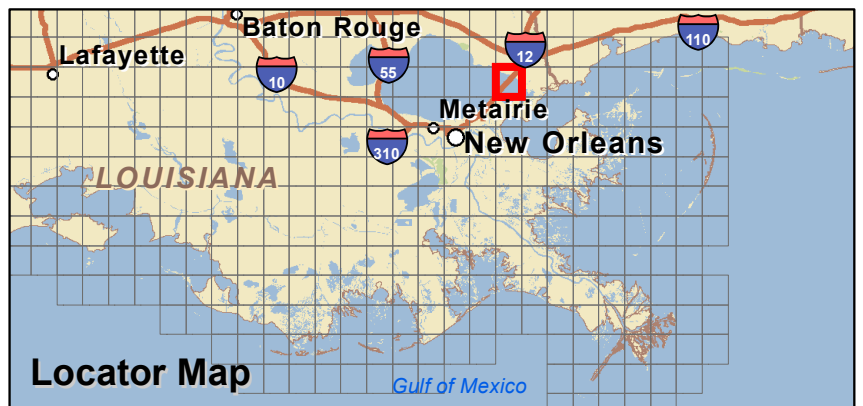 Baton Rouge
110
Lafayette
12
55
10
Metairie
310
New Orleans
LOUISIANA
Locator Map
Gulf of Mexico